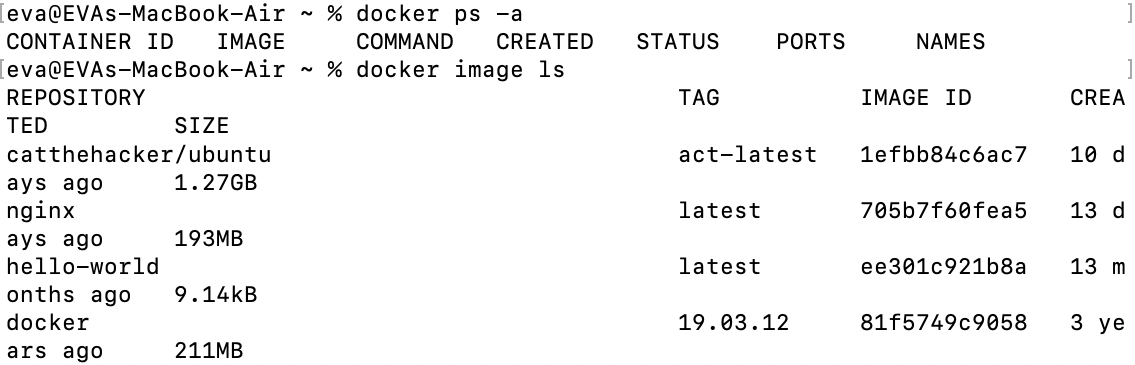 [eva@EVAs-MacBook-Air ~ % docker ps -a ]
CONTAINER ID   IMAGE     COMMAND   CREATED   STATUS    PORTS     NAMES
[eva@EVAs-MacBook-Air ~ % docker image ls ]
REPOSITORY                                       TAG          IMAGE ID       CREA
TED         SIZE
catthehacker/ubuntu                              act-latest   1efbb84c6ac7   10 d
ays ago     1.27GB
nginx                                            latest       705b7f60fea5   13 d
ays ago     193MB
hello-world                                      latest       ee301c921b8a   13 m
onths ago   9.14kB
docker                                           19.03.12     81f5749c9058   3 ye
ars ago     211MB